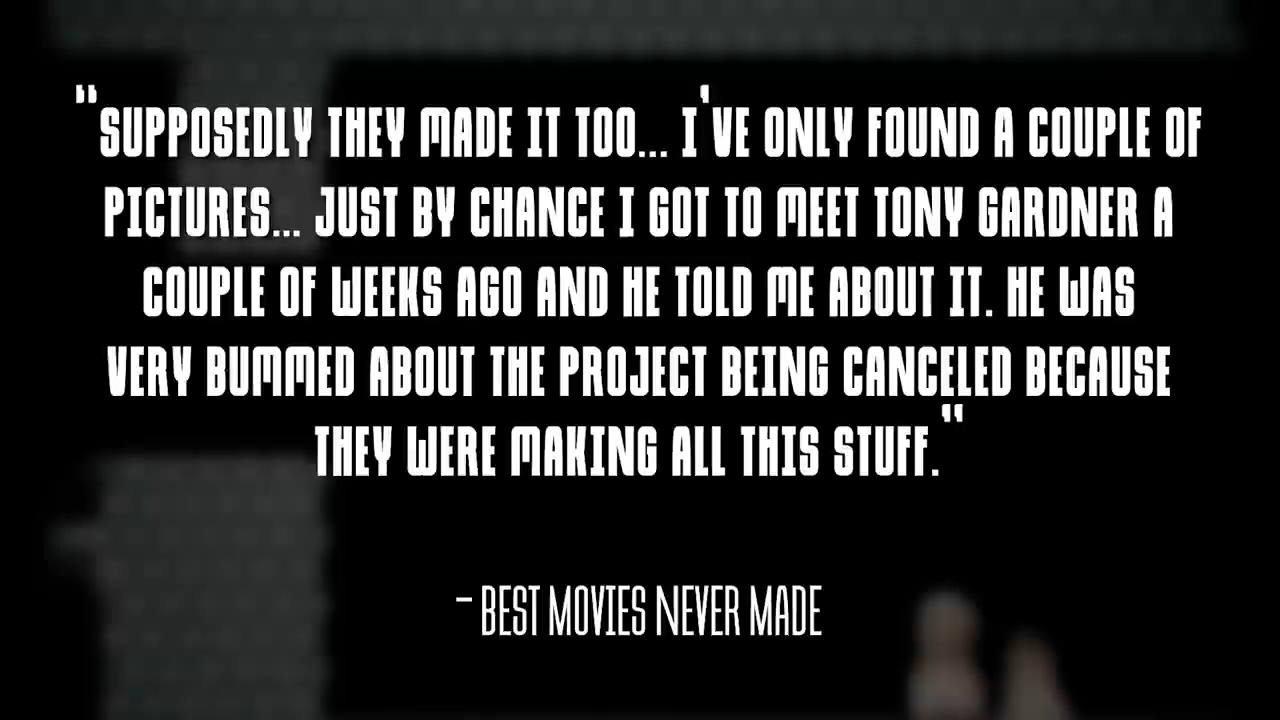 "SUPPOSEDLY THEY MADE IT TOO... I'VE ONLY FOUND A COUPLE OF
PICTURES... JUST BY CHANCE I GOT TO MEET TONY GARDNER A
COUPLE OF WEEKS AGO AND HE TOLD ME ABOUT IT. HE WAS
VERY BUMMED ABOUT THE PROJECT BEING CANCELED BECAUSE
THEY WERE MAKING ALL THIS STUFF."
- BEST MOVIES NEVER MADE